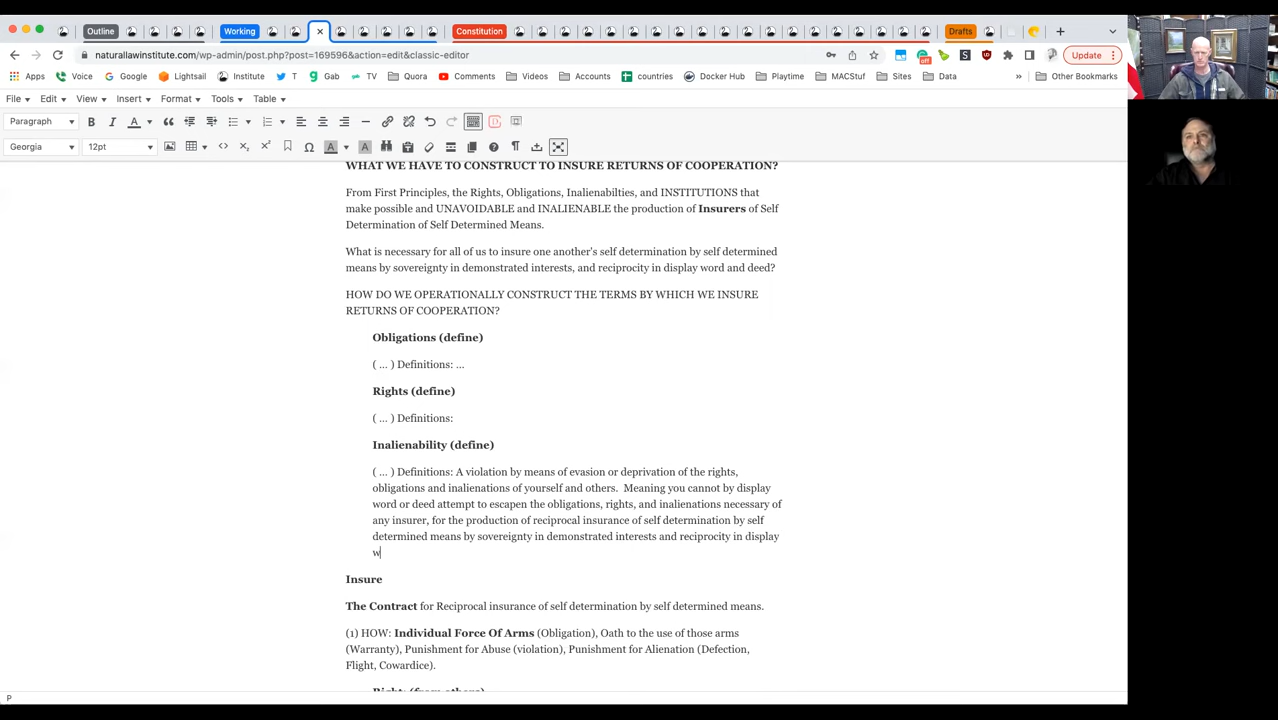 Outline
Working
Constitution
Drafts
naturallawinstitute.com/wp-admin/post.php?post=169596&action=edit&classic-editor
Update
Apps Voice Google Lightsail Institute T Gab TV Quora Comments Videos Accounts countries Docker Hub Playtime MACStuf Sites Data » Other Bookmarks
File Edit View Insert Format Tools Table
Paragraph B I A
Georgia 12pt
WHAT WE HAVE TO CONSTRUCT TO INSURE RETURNS OF COOPERATION?
From First Principles, the Rights, Obligations, Inalienabilties, and INSTITUTIONS that
make possible and UNAVOIDABLE and INALIENABLE the production of Insurers of Self
Determination of Self Determined Means.
What is necessary for all of us to insure one another's self determination by self determined
means by sovereignty in demonstrated interests, and reciprocity in display word and deed?
HOW DO WE OPERATIONALLY CONSTRUCT THE TERMS BY WHICH WE INSURE
RETURNS OF COOPERATION?
Obligations (define)
( ... ) Definitions: ...
Rights (define)
( ... ) Definitions:
Inalienability (define)
( ... ) Definitions: A violation by means of evasion or deprivation of the rights,
obligations and inalienations of yourself and others.  Meaning you cannot by display
word or deed attempt to escapen the obligations, rights, and inalienations necessary of
any insurer, for the production of reciprocal insurance of self determination by self
determined means by sovereignty in demonstrated interests and reciprocity in display
w
Insure
The Contract for Reciprocal insurance of self determination by self determined means.
(1) HOW: Individual Force Of Arms (Obligation), Oath to the use of those arms
(Warranty), Punishment for Abuse (violation), Punishment for Alienation (Defection,
Flight, Cowardice).
Rights (from others)
P